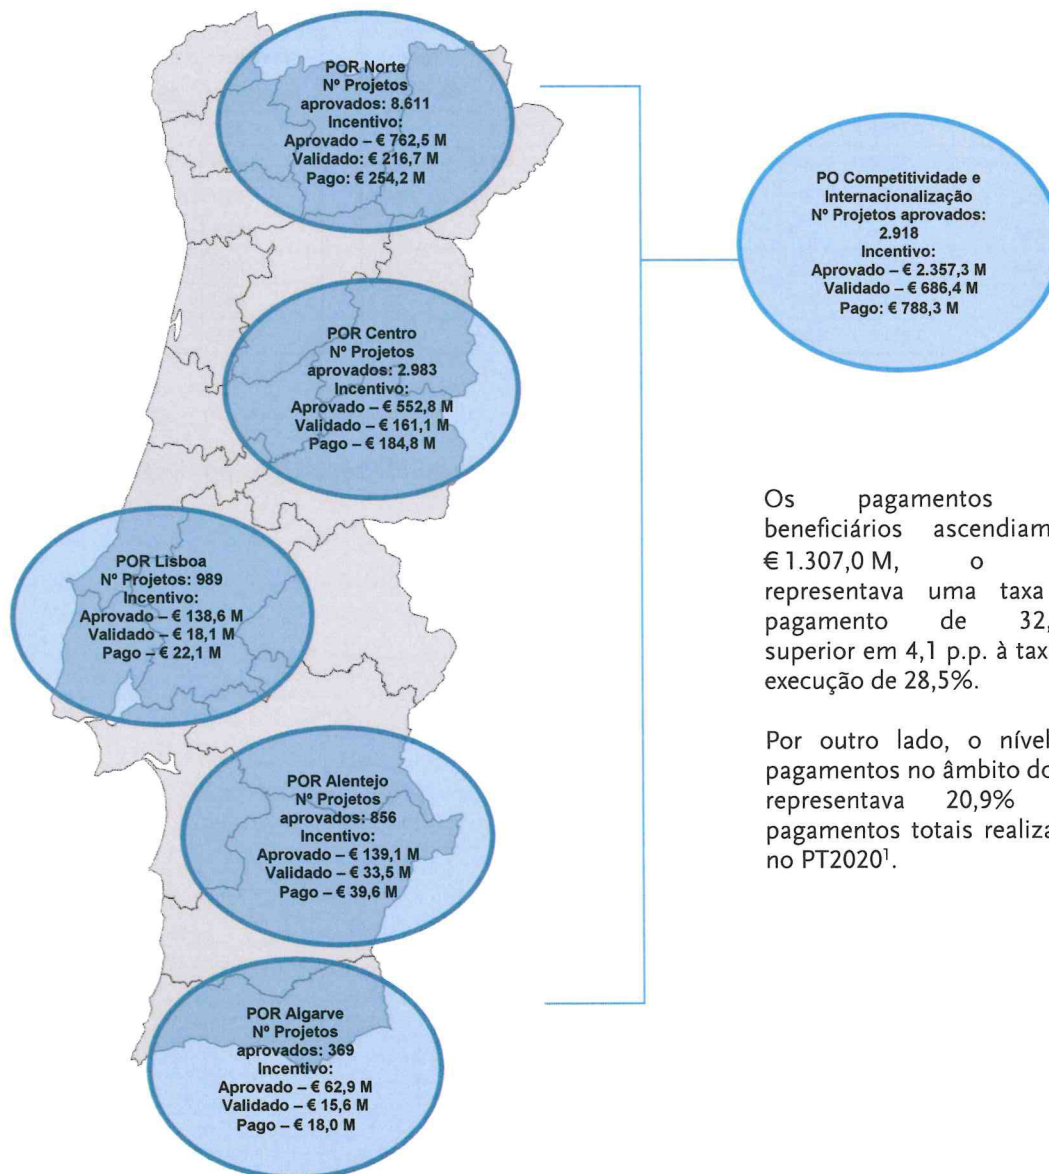 POR Norte
Nº Projetos
aprovados: 8.611
Incentivo:
Aprovado – € 762,5 M
Validado: € 216,7 M
Pago: € 254,2 M
PO Competitividade e
Internacionalização
Nº Projetos aprovados:
2.918
Incentivo:
Aprovado – € 2.357,3 M
Validado – € 686,4 M
Pago: € 788,3 M
POR Centro
Nº Projetos
aprovados: 2.983
Incentivo:
Aprovado – € 552,8 M
Validado – € 161,1 M
Pago – € 184,8 M
POR Lisboa
Nº Projetos: 989
Incentivo:
Aprovado – € 138,6 M
Validado – € 18,1 M
Pago – € 22,1 M
POR Alentejo
Nº Projetos
aprovados: 856
Incentivo:
Aprovado – € 139,1 M
Validado – € 33,5 M
Pago – € 39,6 M
POR Algarve
Nº Projetos
aprovados: 369
Incentivo:
Aprovado – € 62,9 M
Validado – € 15,6 M
Pago – € 18,0 M
Os pagamentos
beneficiários ascendiam
€ 1.307,0 M, o
representava uma taxa
pagamento de 32,
superior em 4,1 p.p. à tax
execução de 28,5%.
Por outro lado, o nível
pagamentos no âmbito do
representava 20,9%
pagamentos totais realiza
no PT2020¹.